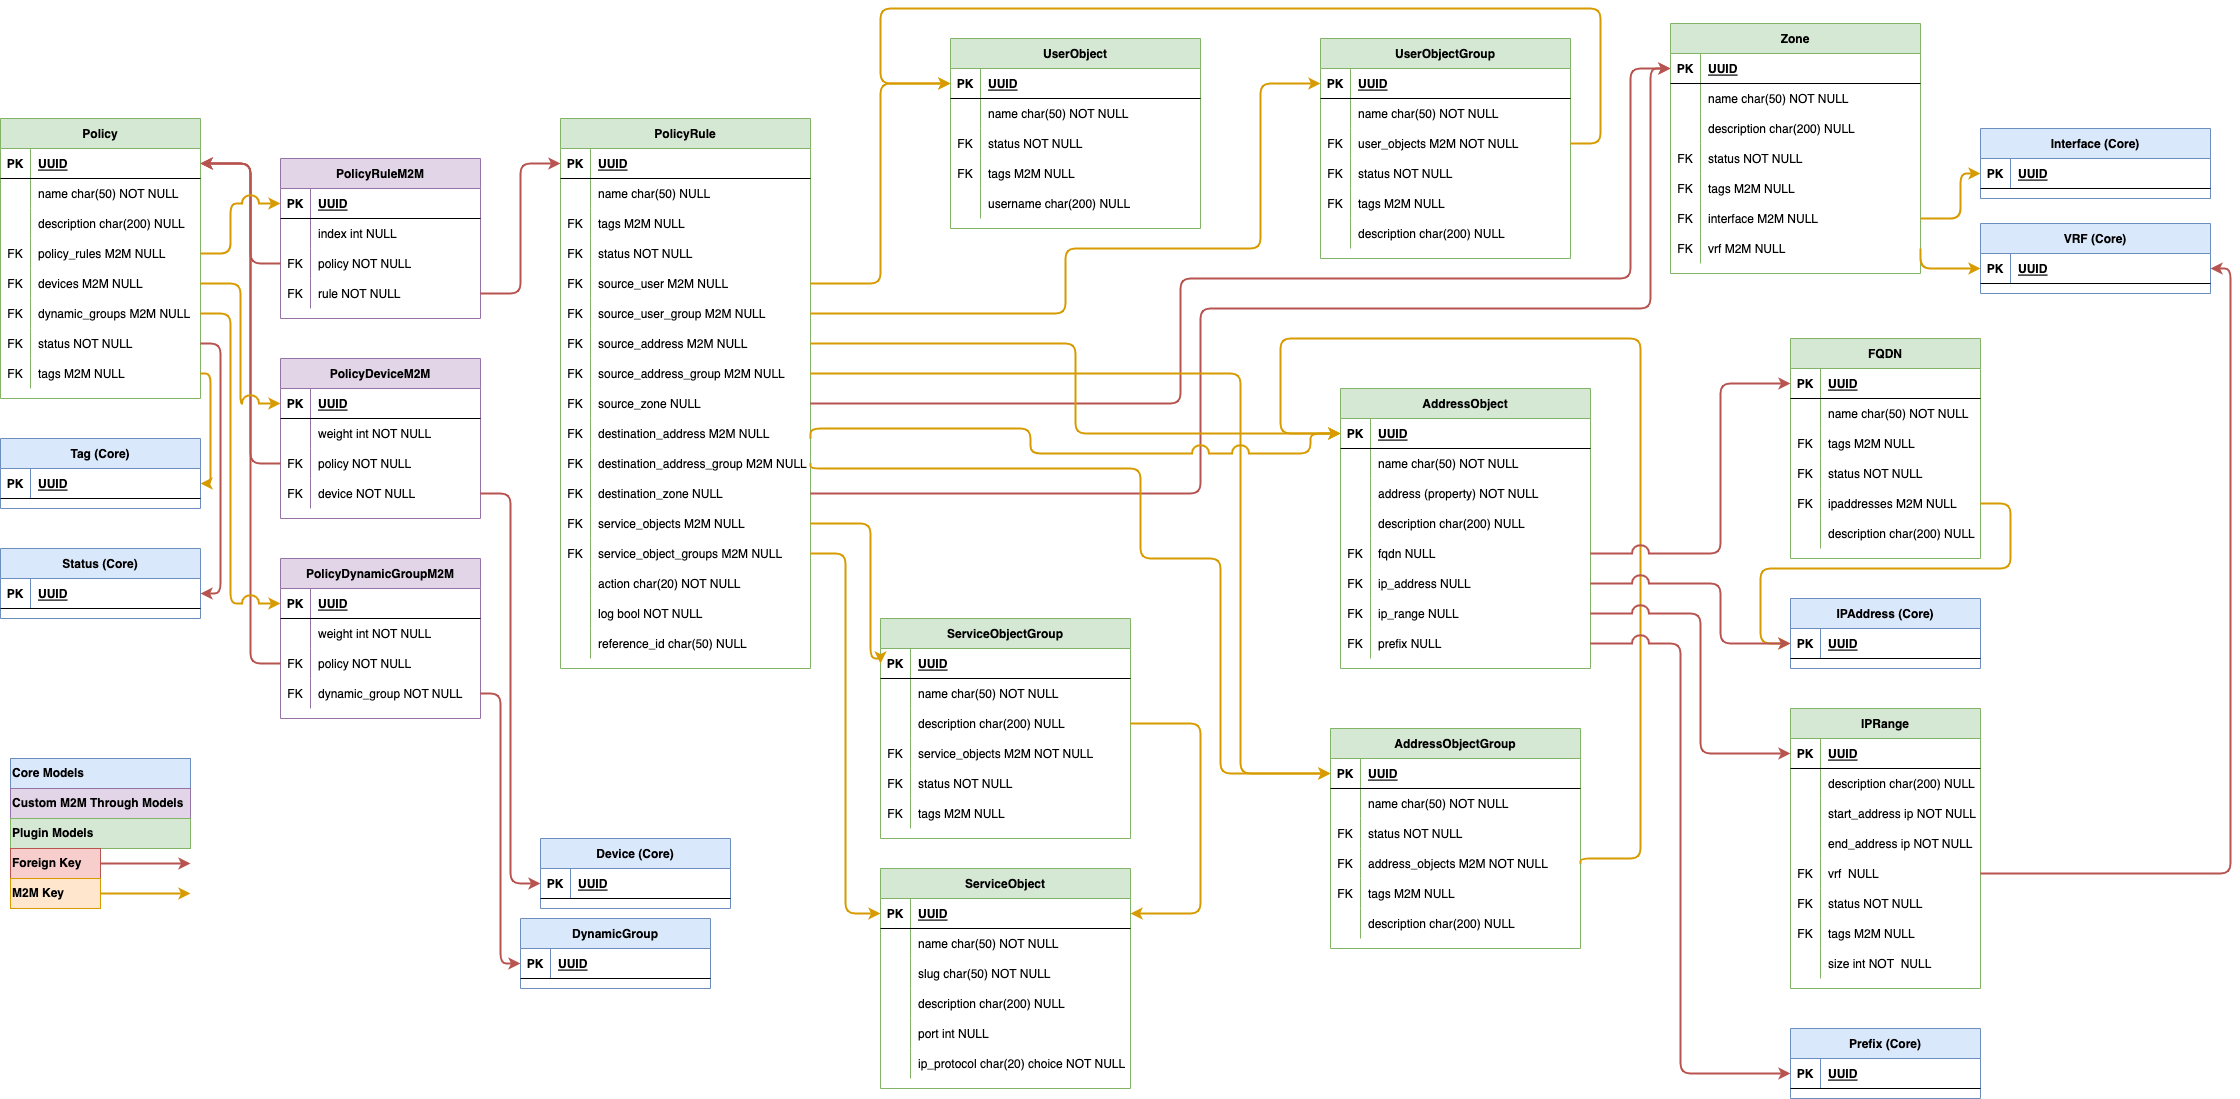 Policy
PK UUID
name char(50) NOT NULL
description char(200) NULL
FK policy_rules M2M NULL
FK devices M2M NULL
FK dynamic_groups M2M NULL
FK status NOT NULL
FK tags M2M NULL
Tag (Core)
PK UUID
Status (Core)
PK UUID
PolicyRuleM2M
PK UUID
index int NULL
FK policy NOT NULL
FK rule NOT NULL
PolicyDeviceM2M
PK UUID
weight int NOT NULL
FK policy NOT NULL
FK device NOT NULL
PolicyDynamicGroupM2M
PK UUID
weight int NOT NULL
FK policy NOT NULL
FK dynamic_group NOT NULL
Core Models
Custom M2M Through Models
Plugin Models
Foreign Key
M2M Key
PolicyRule
PK UUID
name char(50) NULL
FK tags M2M NULL
FK status NOT NULL
FK source_user M2M NULL
FK source_user_group M2M NULL
FK source_address M2M NULL
FK source_address_group M2M NULL
FK source_zone NULL
FK destination_address M2M NULL
FK destination_address_group M2M NULL
FK destination_zone NULL
FK service_objects M2M NULL
FK service_object_groups M2M NULL
action char(20) NOT NULL
log bool NOT NULL
reference_id char(50) NULL
Device (Core)
PK UUID
DynamicGroup
PK UUID
UserObject
PK UUID
name char(50) NOT NULL
FK status NOT NULL
FK tags M2M NULL
username char(200) NULL
UserObjectGroup
PK UUID
name char(50) NOT NULL
FK user_objects M2M NOT NULL
FK status NOT NULL
FK tags M2M NULL
description char(200) NULL
Zone
PK UUID
name char(50) NOT NULL
description char(200) NULL
FK status NOT NULL
FK tags M2M NULL
FK interface M2M NULL
FK vrf M2M NULL
Interface (Core)
PK UUID
VRF (Core)
PK UUID
ServiceObjectGroup
PK UUID
name char(50) NOT NULL
description char(200) NULL
FK service_objects M2M NOT NULL
FK status NOT NULL
FK tags M2M NULL
ServiceObject
PK UUID
name char(50) NOT NULL
slug char(50) NOT NULL
description char(200) NULL
port int NULL
ip_protocol char(20) choice NOT NULL
AddressObject
PK UUID
name char(50) NOT NULL
address (property) NOT NULL
description char(200) NULL
FK fqdn NULL
FK ip_address NULL
FK ip_range NULL
FK prefix NULL
AddressObjectGroup
PK UUID
name char(50) NOT NULL
FK status NOT NULL
FK address_objects M2M NOT NULL
FK tags M2M NULL
description char(200) NULL
FQDN
PK UUID
name char(50) NOT NULL
FK tags M2M NULL
FK status NOT NULL
FK ipaddresses M2M NULL
description char(200) NULL
IPAddress (Core)
PK UUID
IPRange
PK UUID
description char(200) NULL
start_address ip NOT NULL
end_address ip NOT NULL
FK vrf NULL
FK status NOT NULL
FK tags M2M NULL
size int NOT NULL
Prefix (Core)
PK UUID